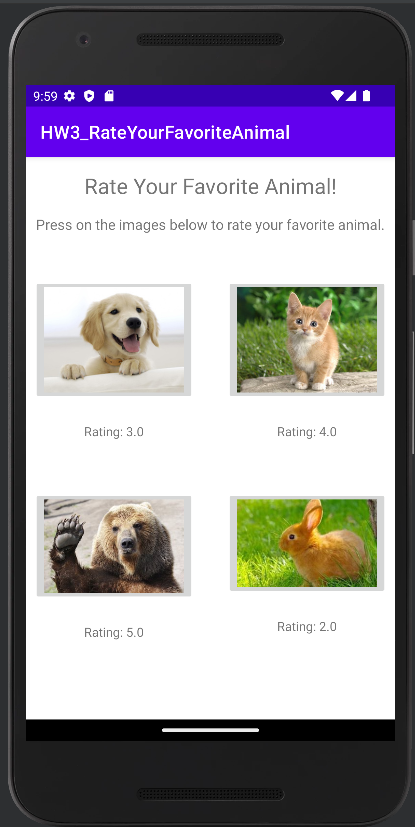 9:59
HW3_RateYourFavoriteAnimal
Rate Your Favorite Animal!
Press on the images below to rate your favorite animal.
Rating: 3.0
Rating: 4.0
Rating: 5.0
Rating: 2.0